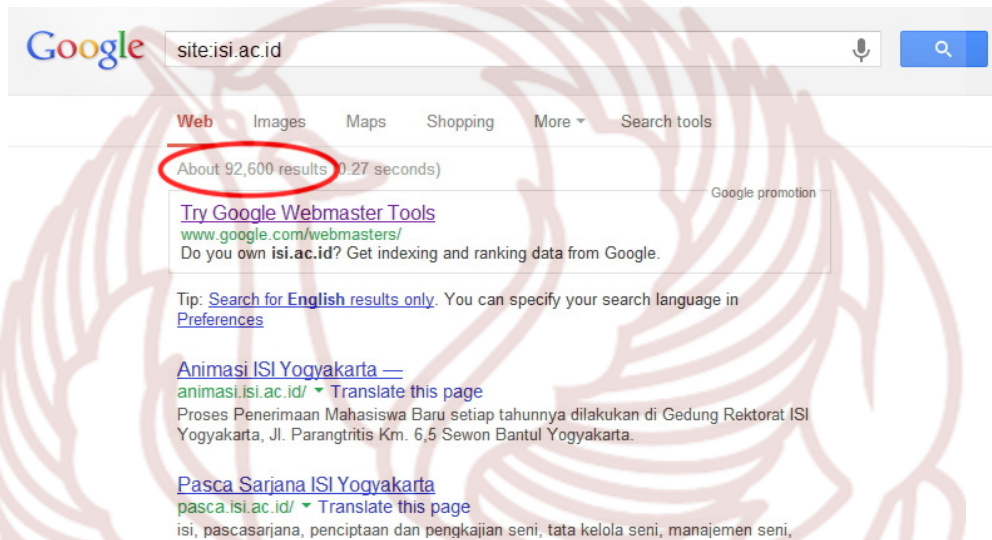 Google site:isi.ac.id
Web Images Maps Shopping More Search tools
About 92,600 results (0.27 seconds)
Google promotion
Try Google Webmaster Tools
www.google.com/webmasters/
Do you own isi.ac.id? Get indexing and ranking data from Google.
Tip: Search for English results only. You can specify your search language in
Preferences
Animasi ISI Yogyakarta —
animasi.isi.ac.id/ Translate this page
Proses Penerimaan Mahasiswa Baru setiap tahunnya dilakukan di Gedung Rektorat ISI
Yogyakarta, Jl. Parangtritis Km. 6,5 Sewon Bantul Yogyakarta.
Pasca Sarjana ISI Yogyakarta
pasca.isi.ac.id/ Translate this page
isi, pascasarjana, penciptaan dan pengkajian seni, tata kelola seni, manajemen seni,